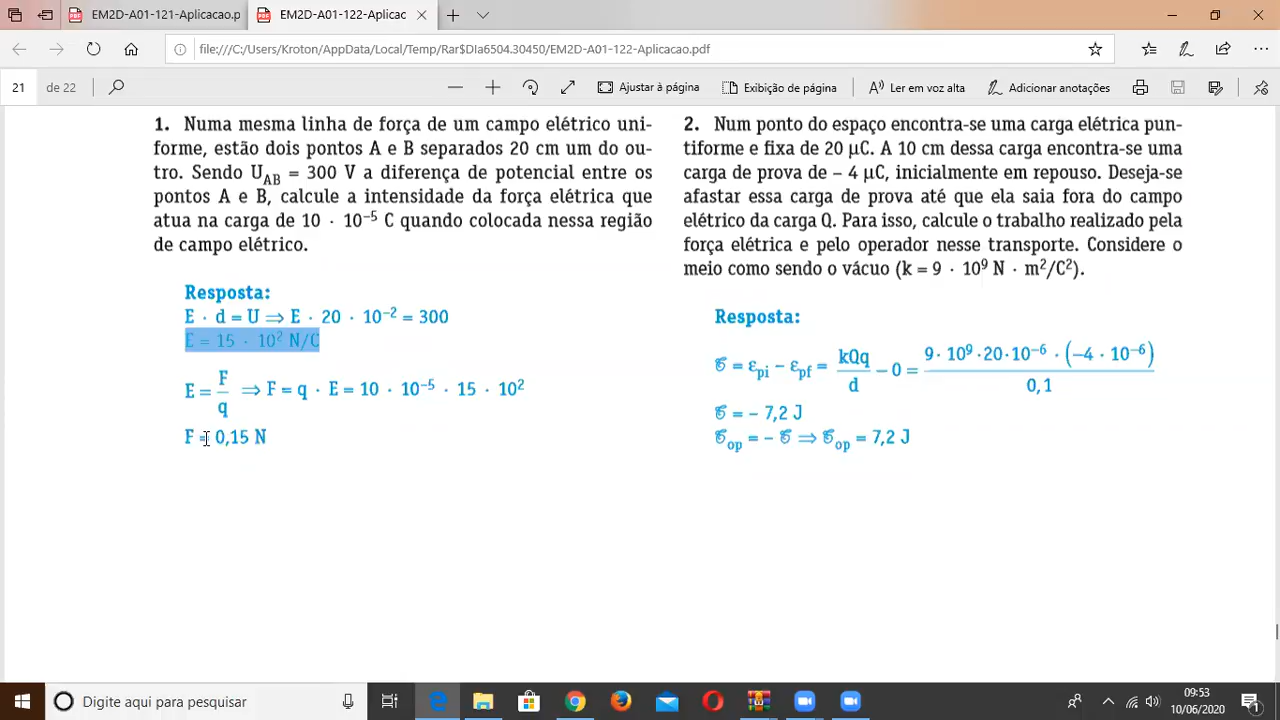 EM2D-A01-121-Aplicacao.p
EM2D-A01-122-Aplicac
file:///C:/Users/Kroton/AppData/Local/Temp/Rar$DIa6504.30450/EM2D-A01-122-Aplicacao.pdf
21 de 22
Ajustar à página
Exibição de página
Ler em voz alta
Adicionar anotações
1. Numa mesma linha de força de um campo elétrico uni-
forme, estão dois pontos A e B separados 20 cm um do ou-
tro. Sendo U_AB = 300 V a diferença de potencial entre os
pontos A e B, calcule a intensidade da força elétrica que
atua na carga de 10 · 10⁻⁵ C quando colocada nessa região
de campo elétrico.
Resposta:
E · d = U ⇒ E · 20 · 10⁻² = 300
E = 15 · 10² N/C
E = F/q ⇒ F = q · E = 10 · 10⁻⁵ · 15 · 10²
F = 0,15 N
2. Num ponto do espaço encontra-se uma carga elétrica pun-
tiforme e fixa de 20 μC. A 10 cm dessa carga encontra-se uma
carga de prova de – 4 μC, inicialmente em repouso. Deseja-se
afastar essa carga de prova até que ela saia fora do campo
elétrico da carga Q. Para isso, calcule o trabalho realizado pela
força elétrica e pelo operador nesse transporte. Considere o
meio como sendo o vácuo (k = 9 · 10⁹ N · m²/C²).
Resposta:
𝒯 = ε_pi – ε_pf = kQq/d – 0 = 9 · 10⁹ · 20 · 10⁻⁶ · (–4 · 10⁻⁶)/0,1
𝒯 = – 7,2 J
𝒯_op = – 𝒯 ⇒ 𝒯_op = 7,2 J
Digite aqui para pesquisar
09:53
10/06/2020
1